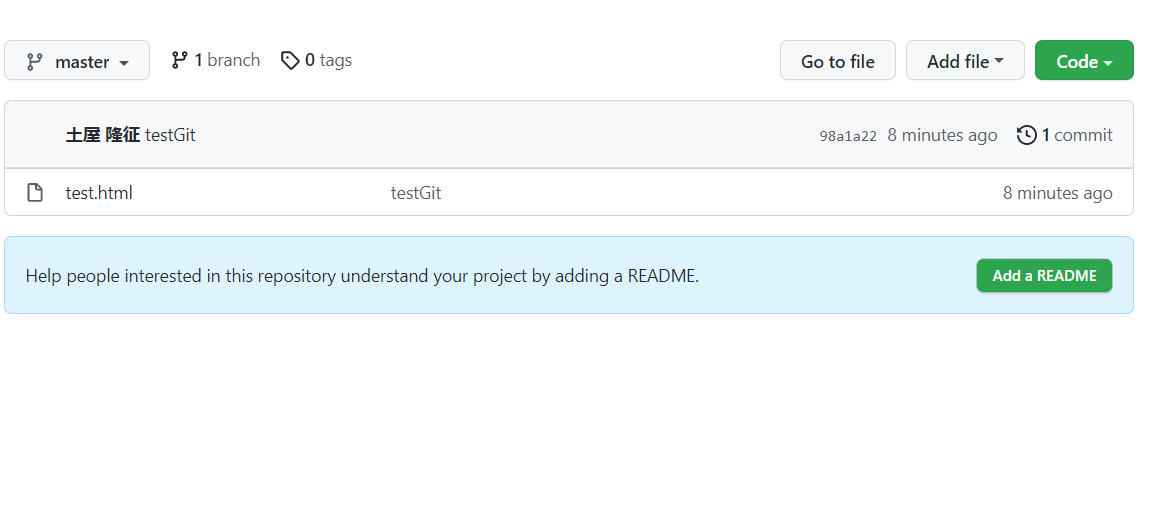 master 1 branch 0 tags Go to file Add file Code
土屋 隆征 testGit 98a1a22 8 minutes ago 1 commit
test.html testGit 8 minutes ago
Help people interested in this repository understand your project by adding a README. Add a README